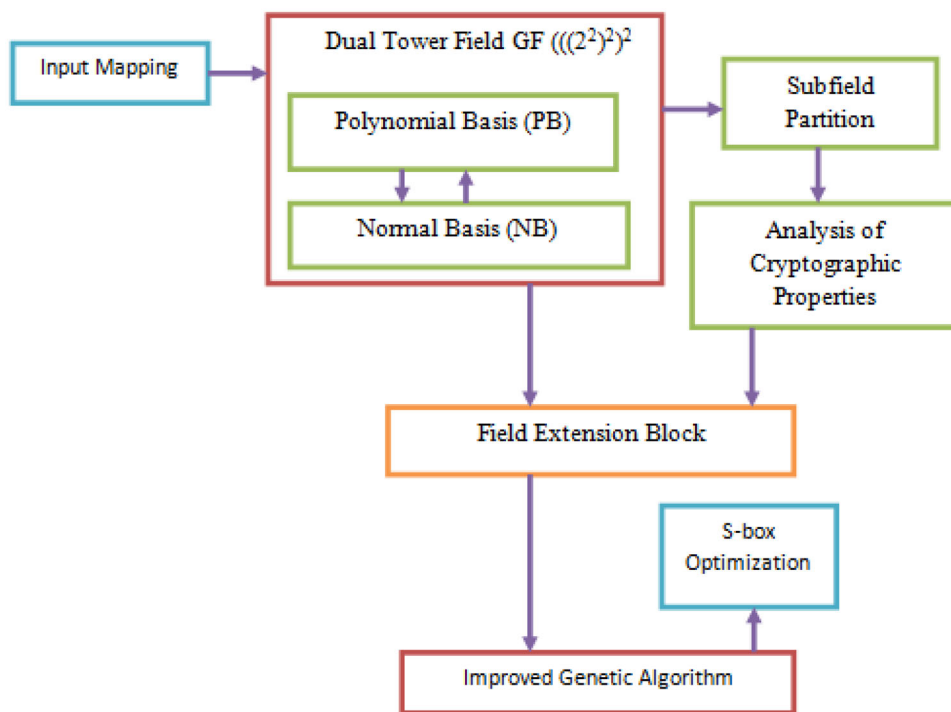 Dual Tower Field GF (((2²)²)²
Input Mapping
Polynomial Basis (PB)
Normal Basis (NB)
Subfield
Partition
Analysis of
Cryptographic
Properties
Field Extension Block
S-box
Optimization
Improved Genetic Algorithm